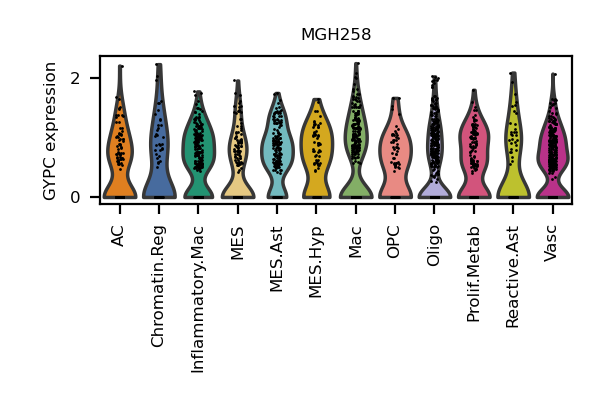 MGH258
GYPC expression
2
0
AC
Chromatin.Reg
Inflammatory.Mac
MES
MES.Ast
MES.Hyp
Mac
OPC
Oligo
Prolif.Metab
Reactive.Ast
Vasc